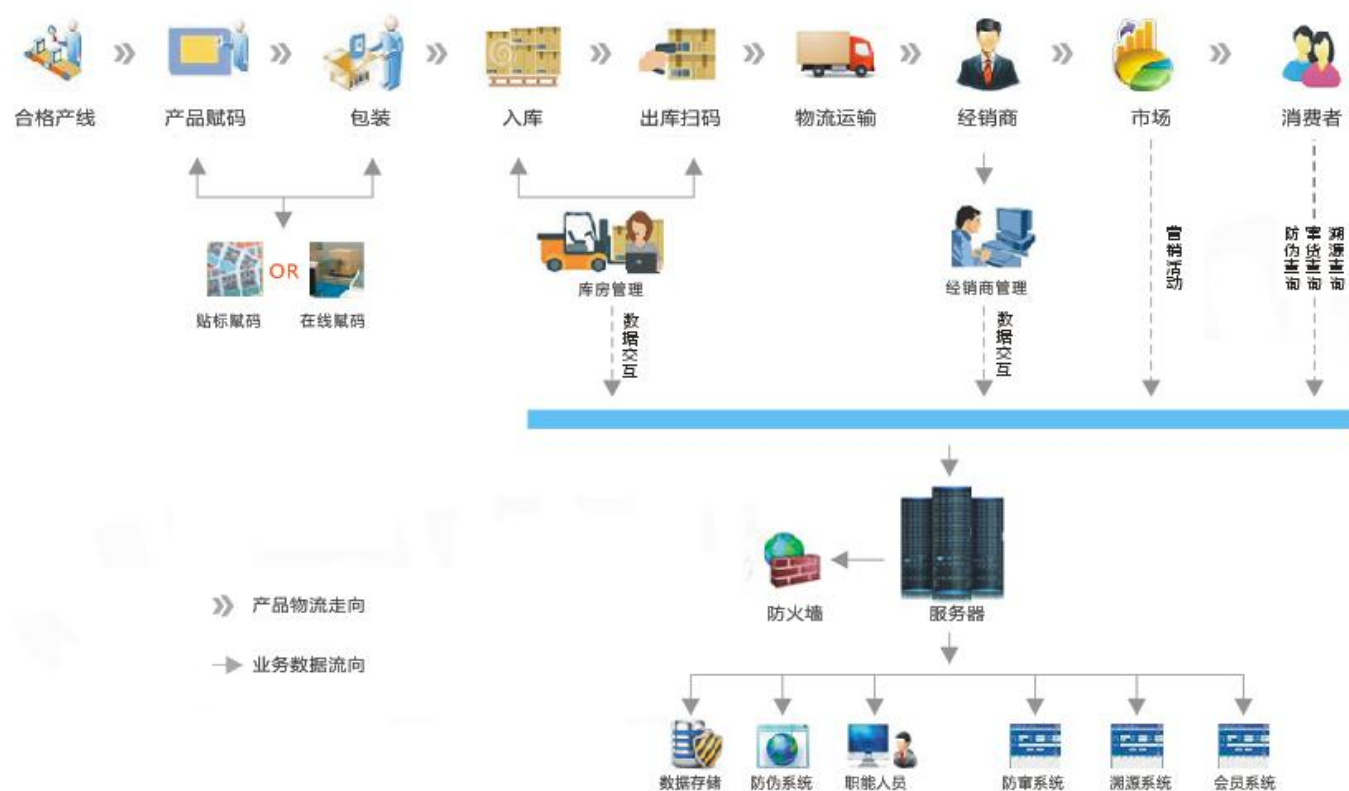 合格产线
产品赋码
包装
入库
出库扫码
物流运输
经销商
市场
消费者
OR
贴标赋码
在线赋码
库房管理
经销商管理
数据交互
数据交互
营销活动
防伪查询
窜货查询
溯源查询
防火墙
服务器
产品物流走向
业务数据流向
数据存储
防伪系统
职能人员
防窜系统
溯源系统
会员系统